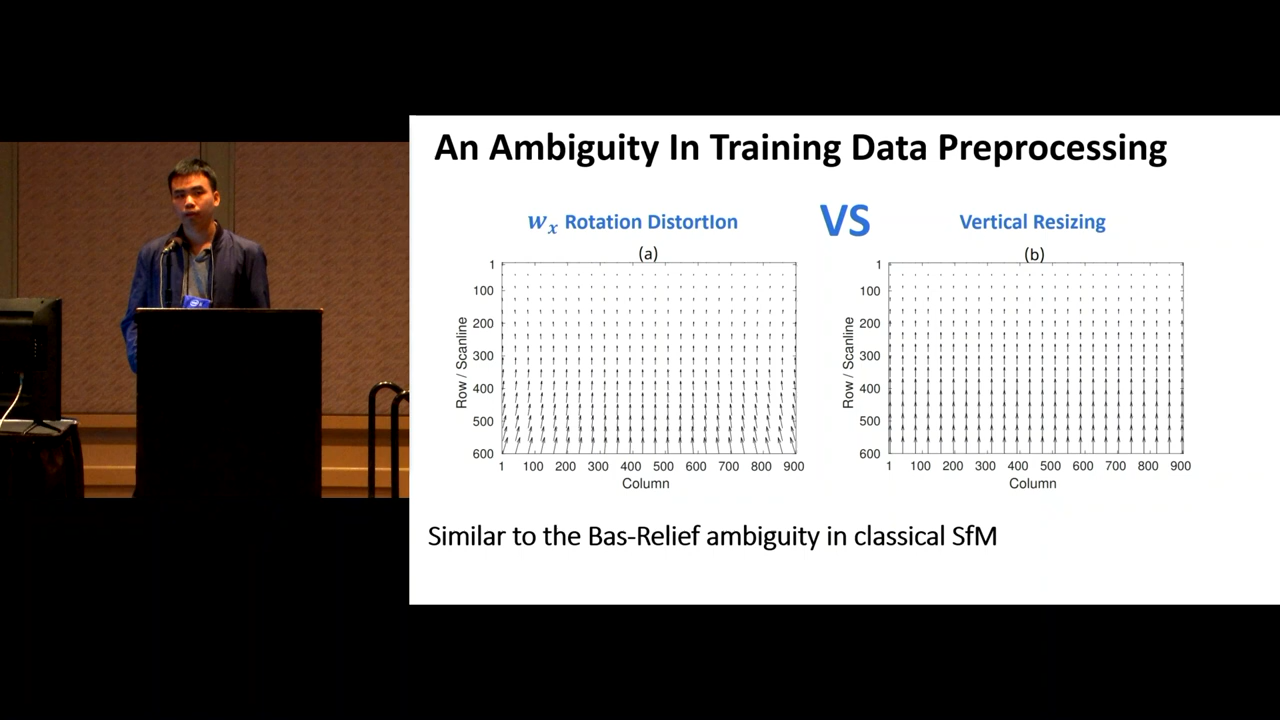 An Ambiguity In Training Data Preprocessing
w_x Rotation Distortion VS Vertical Resizing
(a) (b)
1 100 200 300 400 500 600
Row / Scanline
1 100 200 300 400 500 600 700 800 900
Column
1 100 200 300 400 500 600
Row / Scanline
1 100 200 300 400 500 600 700 800 900
Column
Similar to the Bas-Relief ambiguity in classical SfM